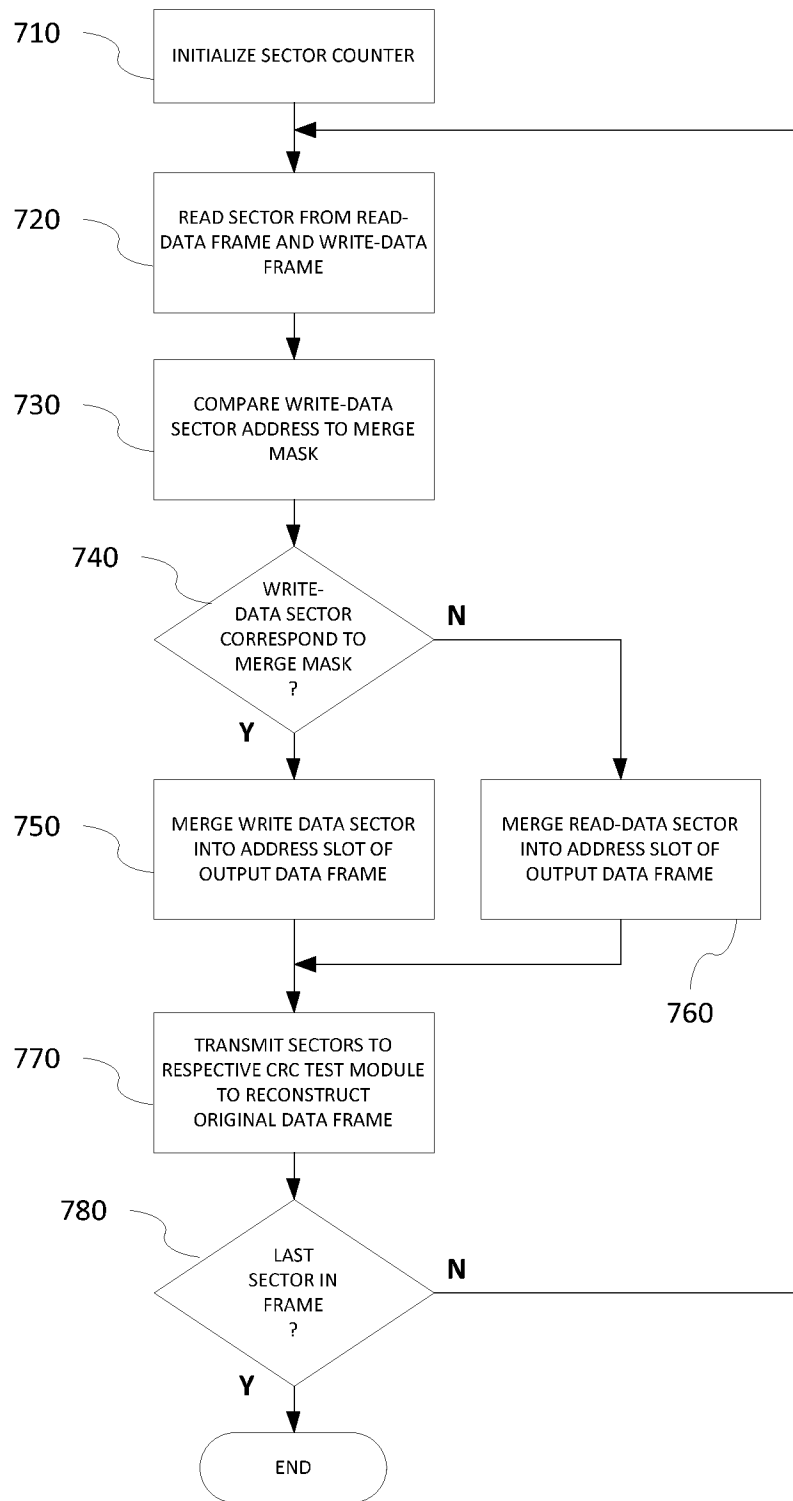 710
INITIALIZE SECTOR COUNTER
720
READ SECTOR FROM READ-
DATA FRAME AND WRITE-DATA
FRAME
730
COMPARE WRITE-DATA
SECTOR ADDRESS TO MERGE
MASK
740
WRITE-
DATA SECTOR
CORRESPOND TO
MERGE MASK
?
N
Y
750
MERGE WRITE DATA SECTOR
INTO ADDRESS SLOT OF
OUTPUT DATA FRAME
MERGE READ-DATA SECTOR
INTO ADDRESS SLOT OF
OUTPUT DATA FRAME
760
770
TRANSMIT SECTORS TO
RESPECTIVE CRC TEST MODULE
TO RECONSTRUCT
ORIGINAL DATA FRAME
780
LAST
SECTOR IN
FRAME
?
N
Y
END